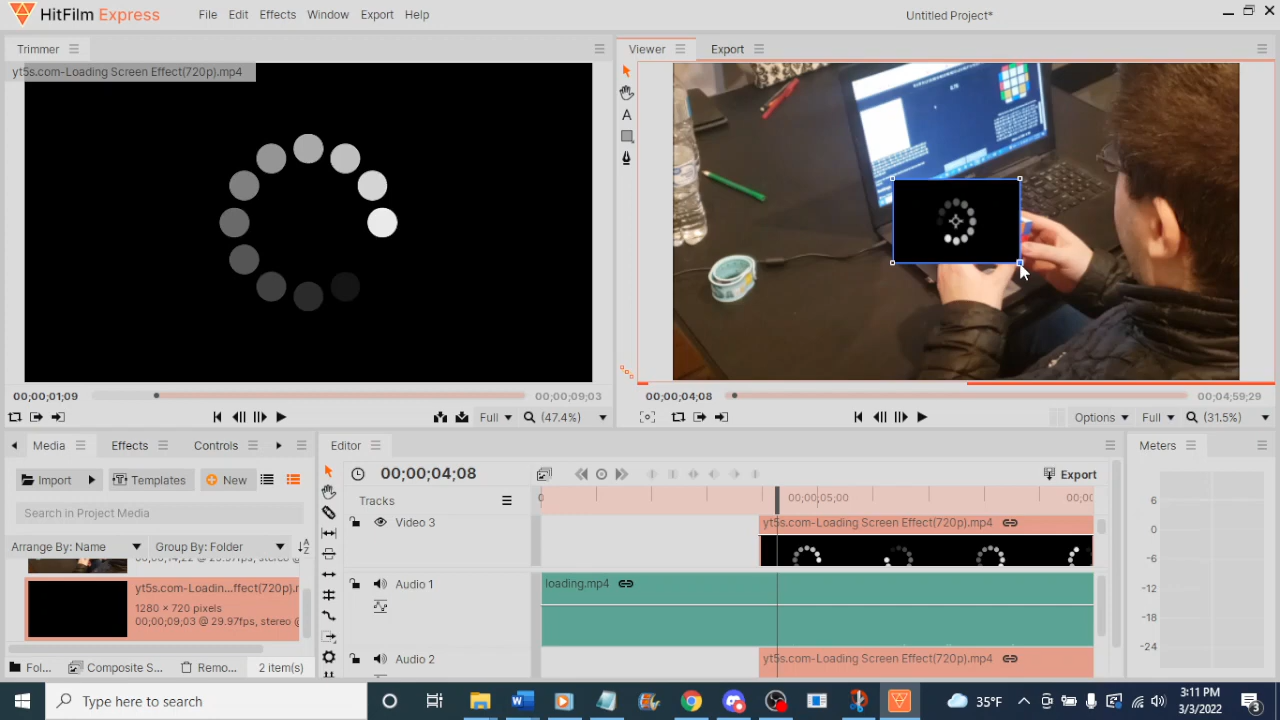 HitFilm Express File Edit Effects Window Export Help Untitled Project*
Trimmer
yt5s.com-Loading Screen Effect(720p).mp4
Viewer Export
A
00;00;01;09 00;00;09;03
Full (47.4%)
00;00;04;08 00;04;59;29
Options Full (31.5%)
Media Effects Controls
Import Templates New
Search in Project Media
Arrange By: Name Group By: Folder
yt5s.com-Loadin...ffect(720p).r
1280 × 720 pixels
00;00;09;03 @ 29.97fps, stereo
Fol... Composite S... Remo... 2 item(s)
Editor
00;00;04;08 Export
Tracks 0 00;00;05;00 00;00
Video 3 yt5s.com-Loading Screen Effect(720p).mp4
Audio 1 loading.mp4
Audio 2 yt5s.com-Loading Screen Effect(720p).mp4
Meters
6
0
-6
-12
-18
-24
Type here to search
35°F
3:11 PM
3/3/2022
3